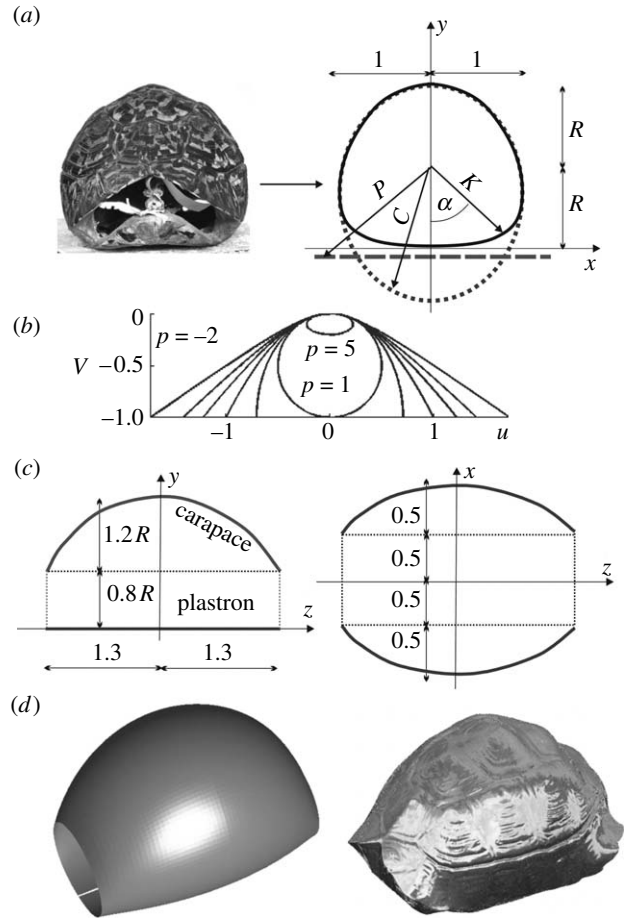 (a)
y
1 1
R
R
P
C
K
α
x
(b)
0
V −0.5
−1.0
p = −2
p = 5
p = 1
−1 0 1 u
(c)
y
carapace
1.2R
0.8R
plastron
z
1.3 1.3
x
0.5
0.5
z
0.5
0.5
(d)